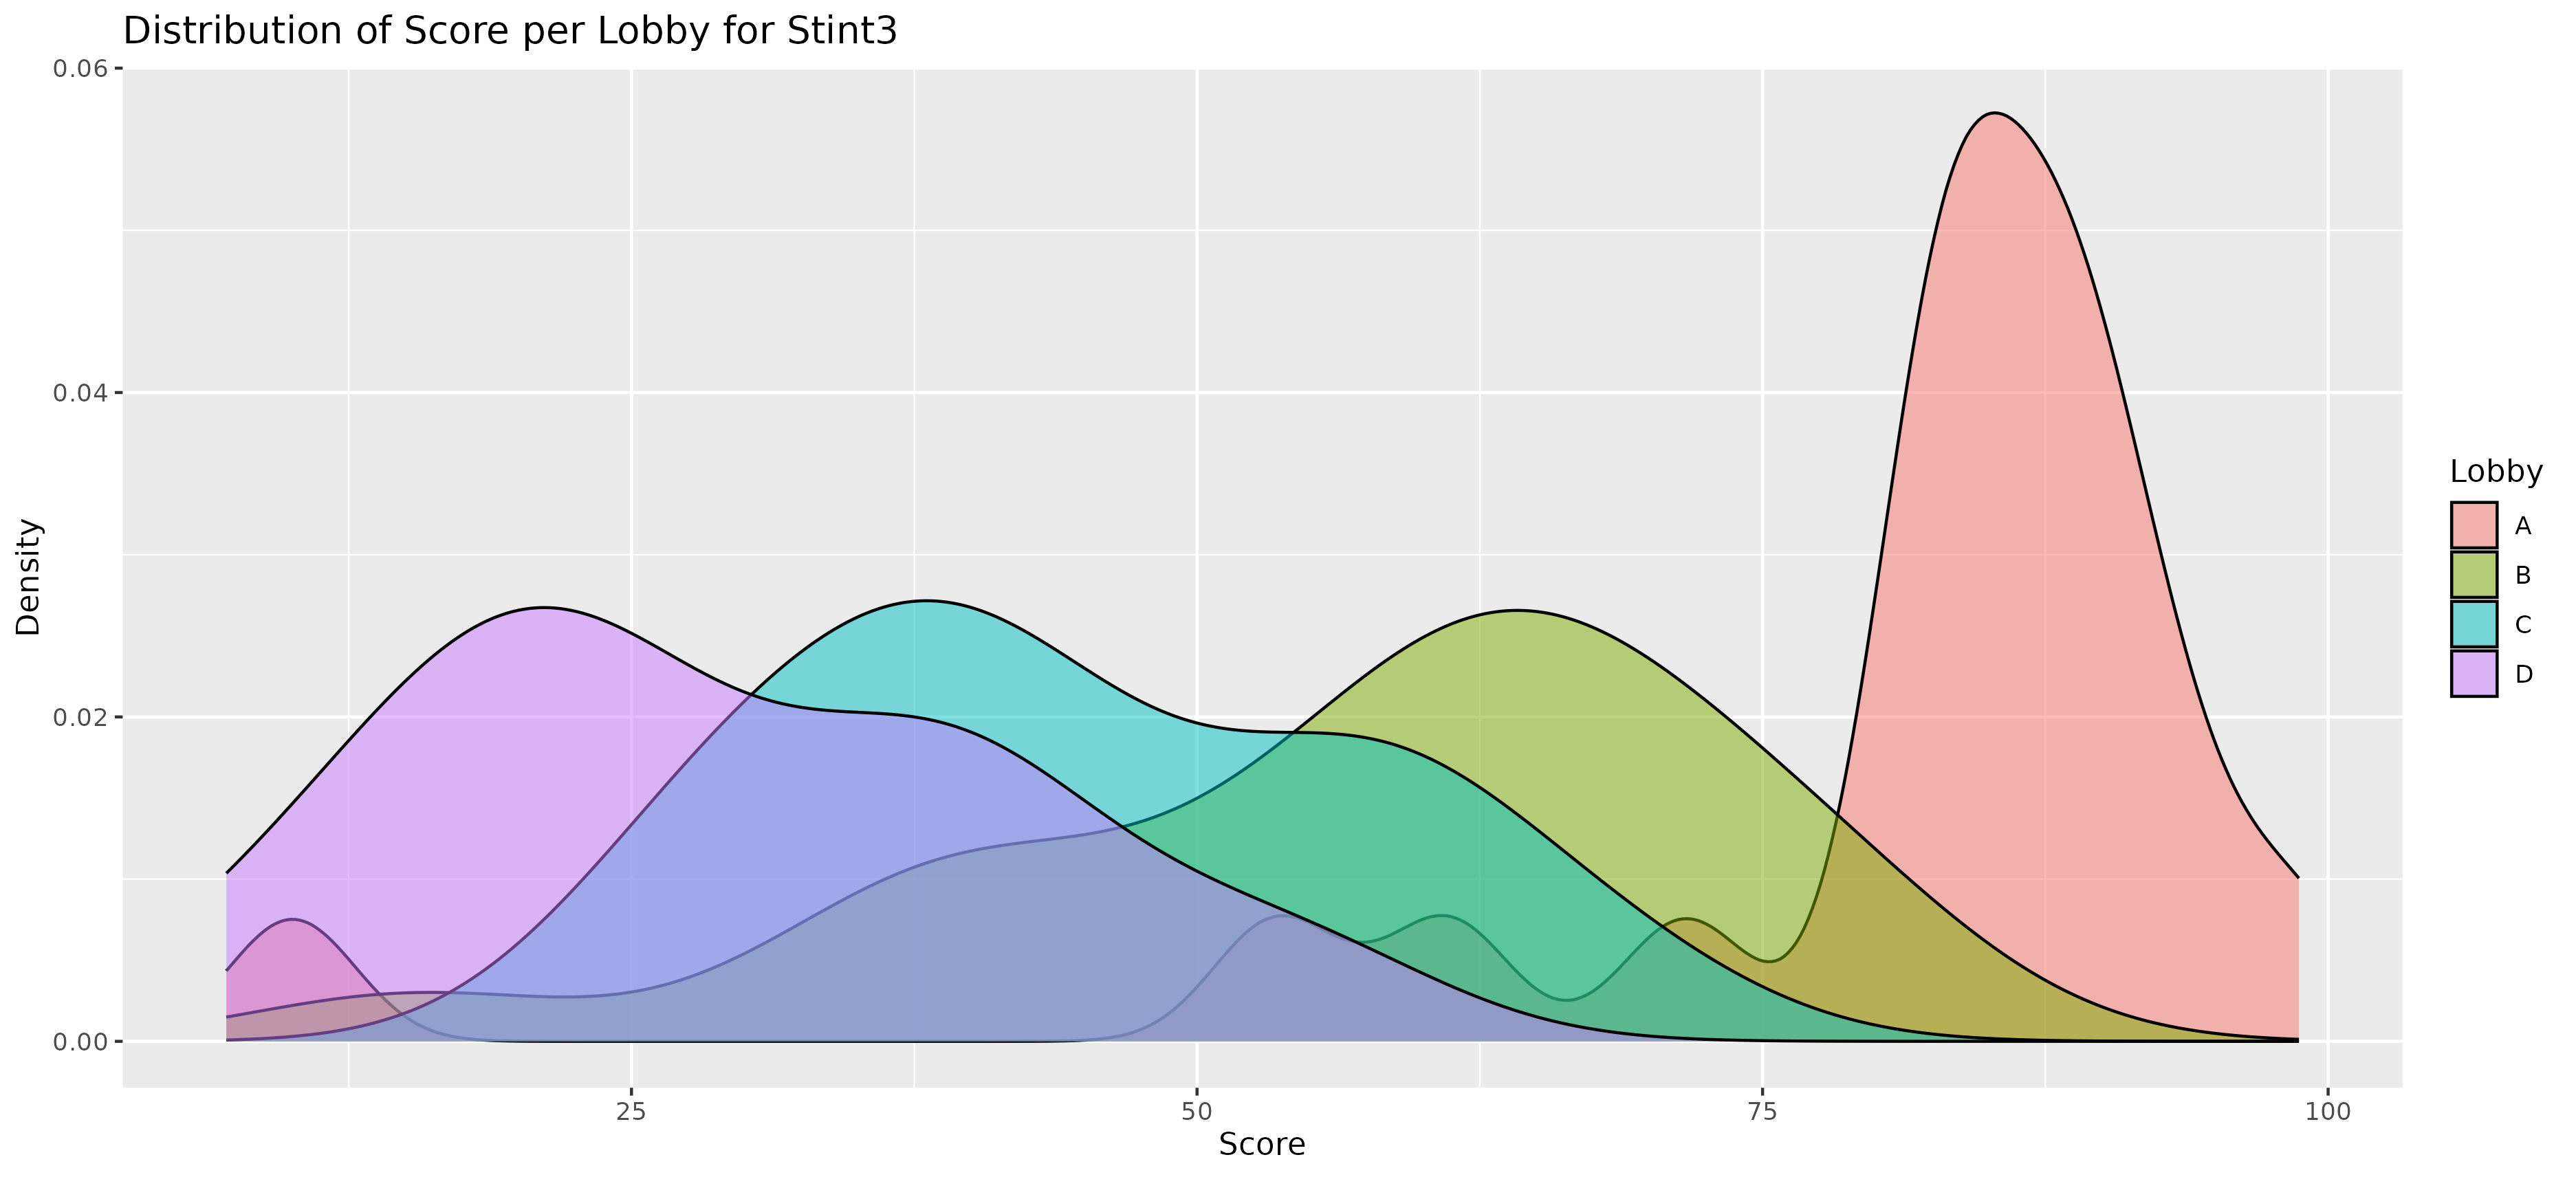 Distribution of Score per Lobby for Stint3
0.06
0.04
0.02
0.00
Density
25
50
75
100
Score
Lobby
A
B
C
D